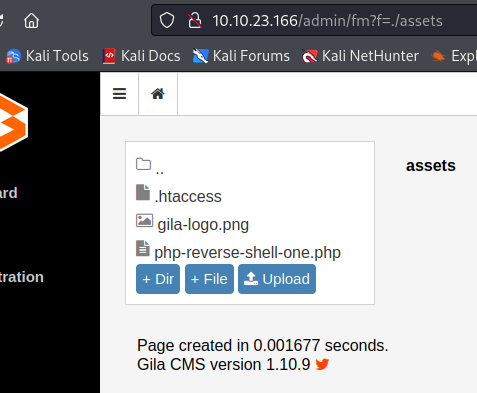 10.10.23.166/admin/fm?f=./assets
Kali Tools Kali Docs Kali Forums Kali NetHunter Expl
ard
tration
..
.htaccess
gila-logo.png
php-reverse-shell-one.php
+ Dir + File Upload
assets
Page created in 0.001677 seconds.
Gila CMS version 1.10.9